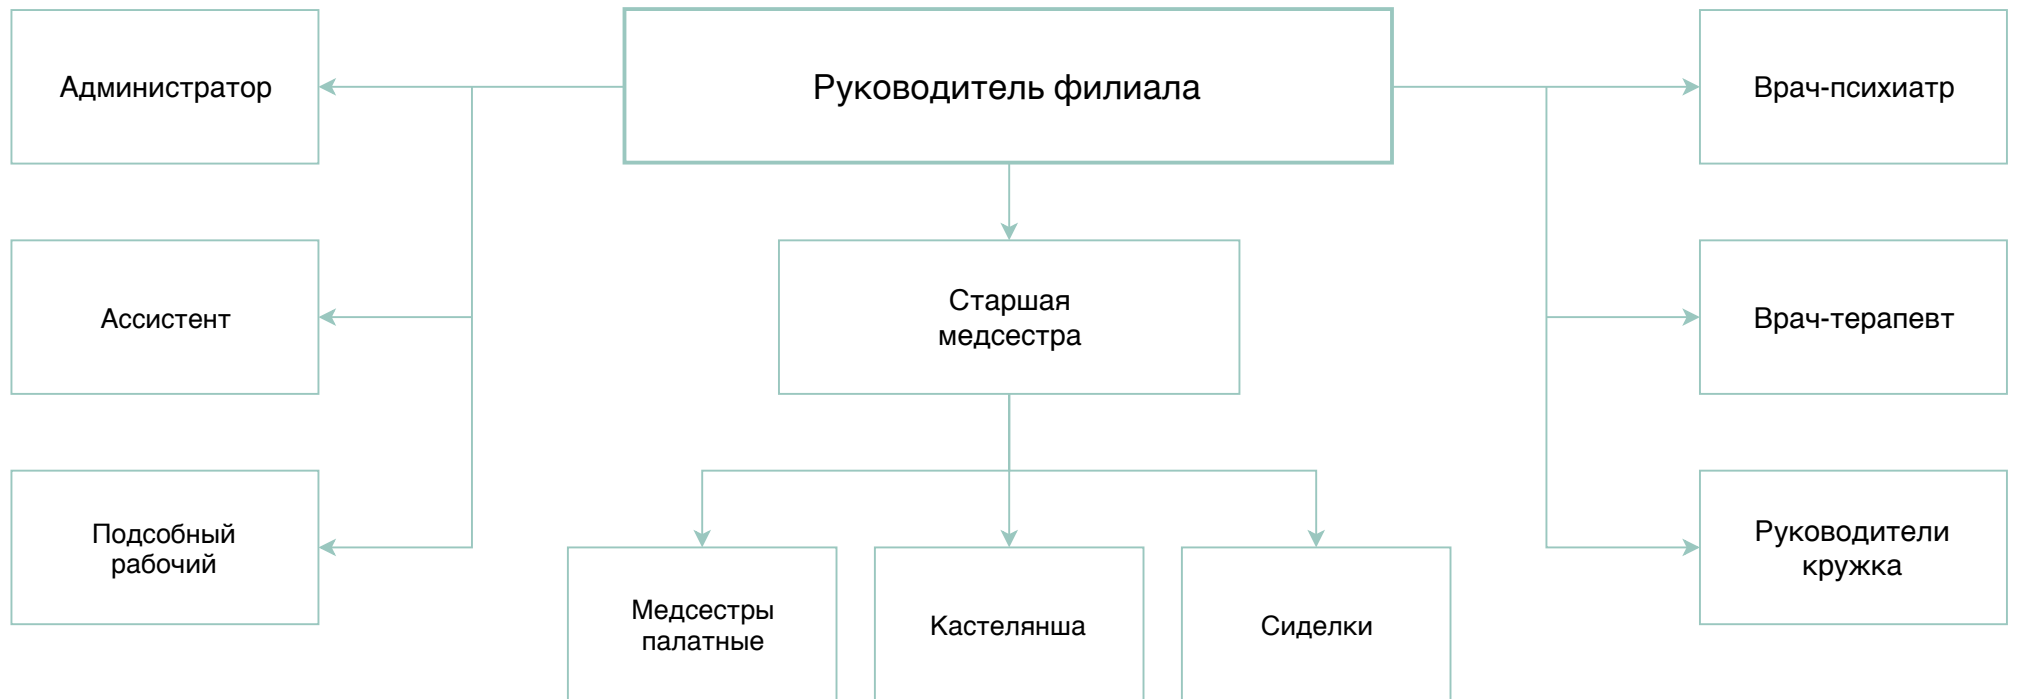 Администратор
Руководитель филиала
Врач-психиатр
Ассистент
Старшая
медсестра
Врач-терапевт
Подсобный
рабочий
Руководители
кружка
Медсестры
палатные
Кастелянша
Сиделки